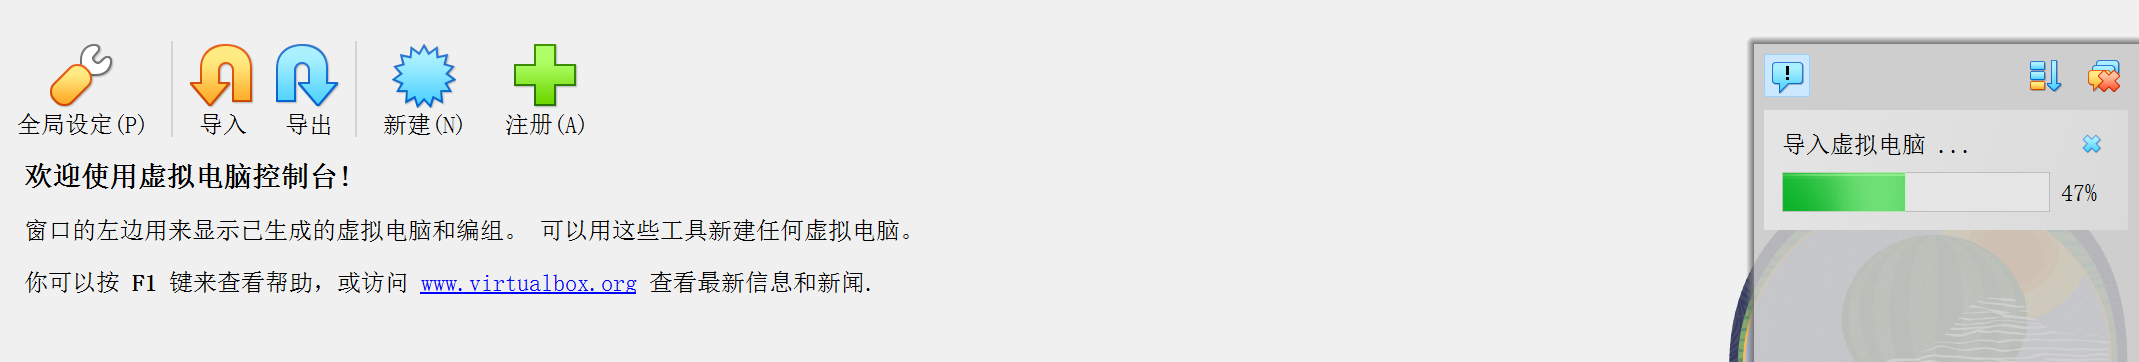 全局设定(P) 导入 导出 新建(N) 注册(A)
欢迎使用虚拟电脑控制台!
窗口的左边用来显示已生成的虚拟电脑和编组。 可以用这些工具新建任何虚拟电脑。
你可以按 F1 键来查看帮助，或访问 www.virtualbox.org 查看最新信息和新闻.
导入虚拟电脑 ...
47%